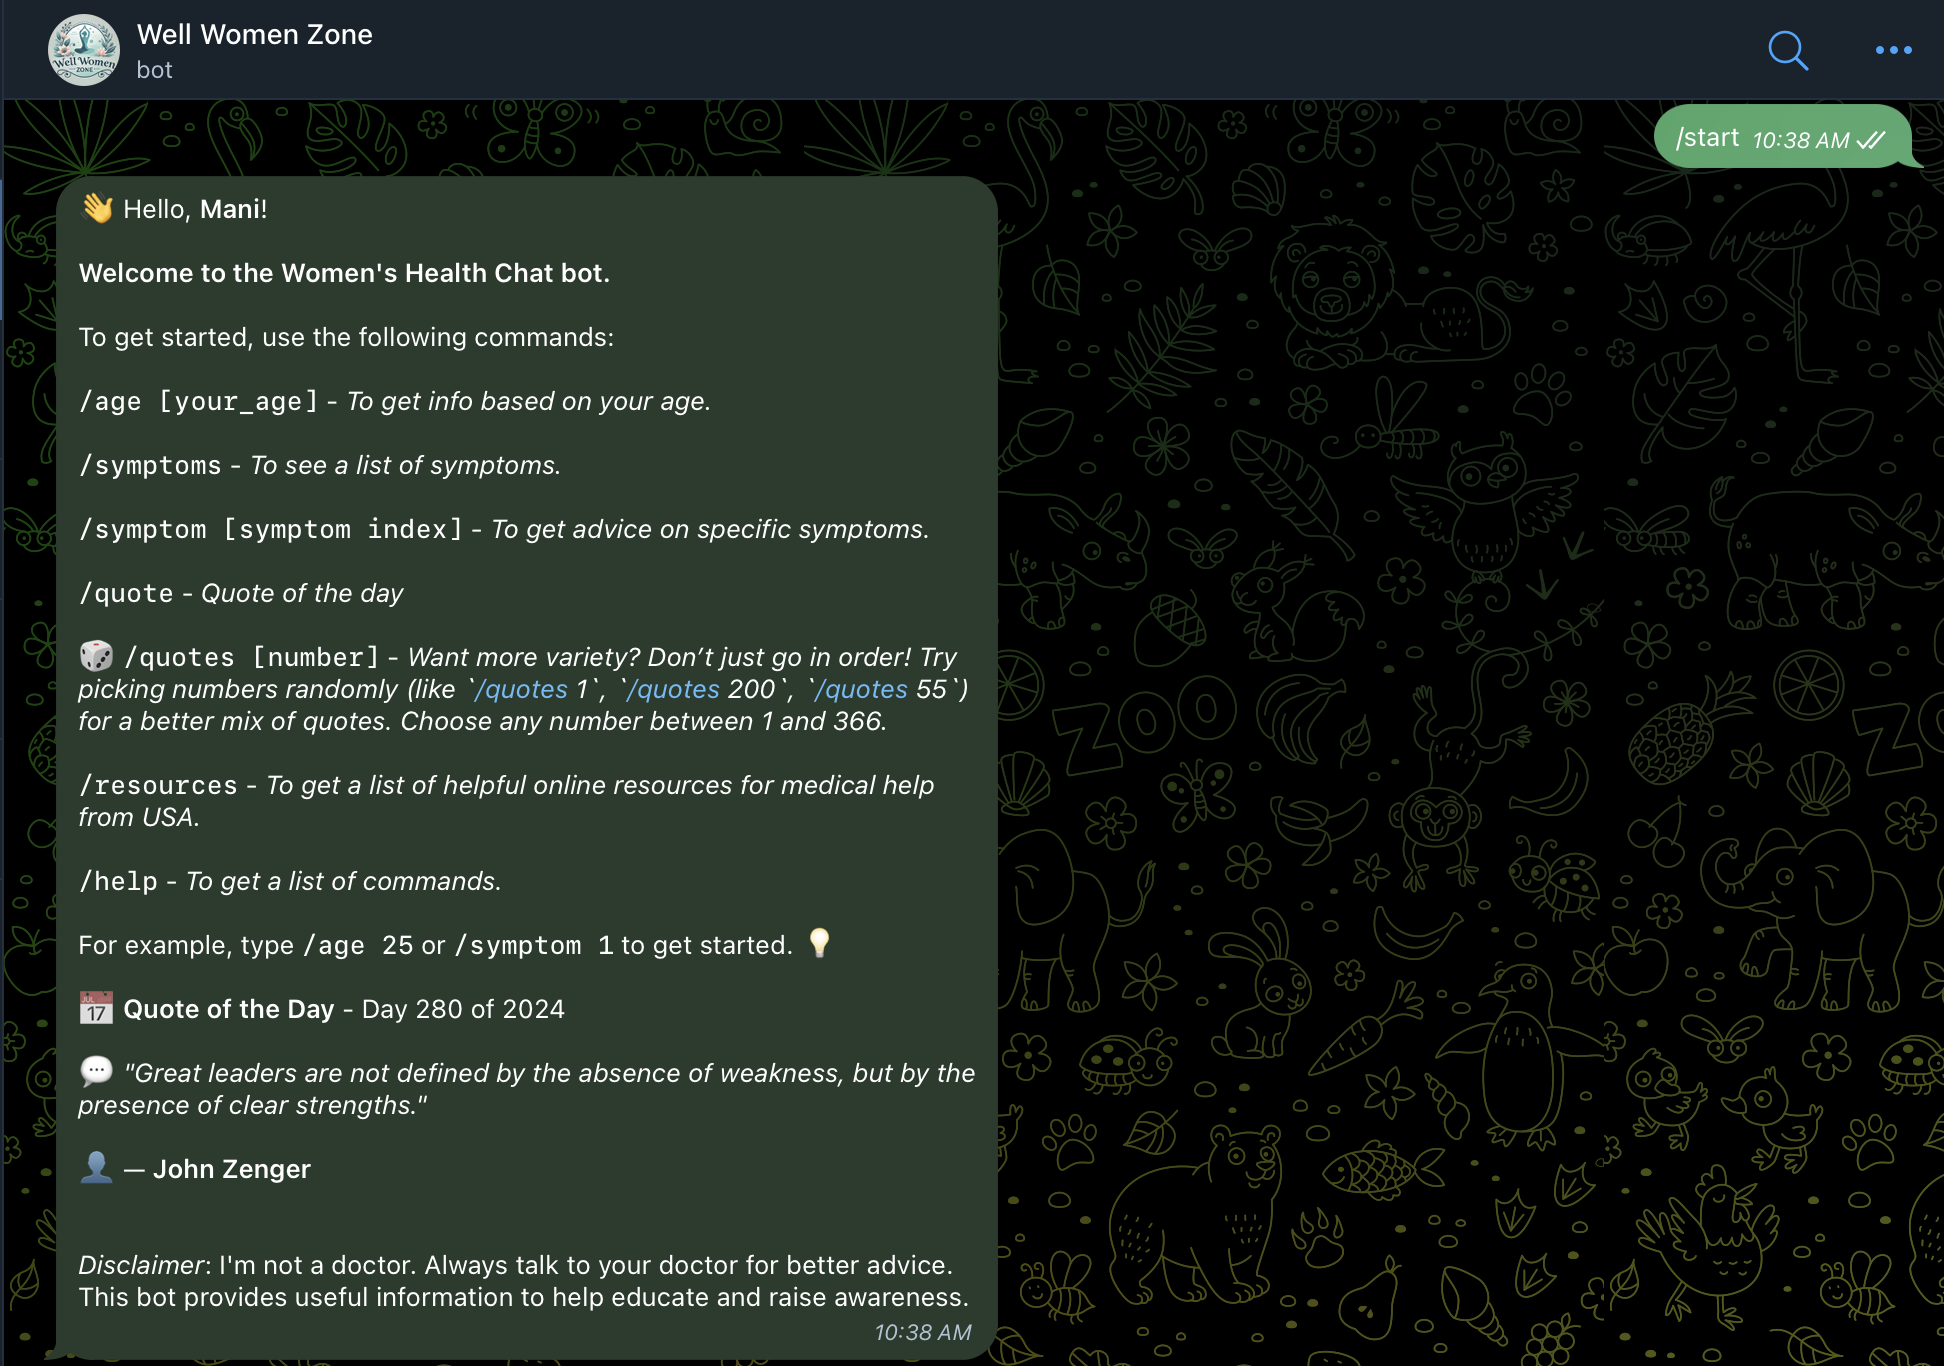 Well Women Zone
bot
Well Women
ZONE
/start 10:38 AM
👋 Hello, Mani!
Welcome to the Women's Health Chat bot.
To get started, use the following commands:
/age [your_age] - To get info based on your age.
/symptoms - To see a list of symptoms.
/symptom [symptom index] - To get advice on specific symptoms.
/quote - Quote of the day
🎲 /quotes [number] - Want more variety? Don’t just go in order! Try
picking numbers randomly (like `/quotes 1`, `/quotes 200`, `/quotes 55`)
for a better mix of quotes. Choose any number between 1 and 366.
/resources - To get a list of helpful online resources for medical help
from USA.
/help - To get a list of commands.
For example, type /age 25 or /symptom 1 to get started. 💡
📅 Quote of the Day - Day 280 of 2024
💬 "Great leaders are not defined by the absence of weakness, but by the
presence of clear strengths."
👤 — John Zenger
Disclaimer: I'm not a doctor. Always talk to your doctor for better advice.
This bot provides useful information to help educate and raise awareness.
10:38 AM
ZOO
ZO